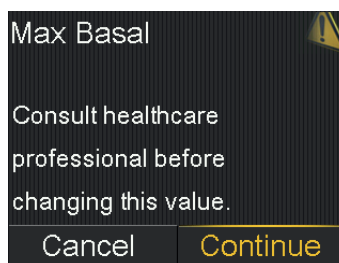 Max Basal
Consult healthcare
professional before
changing this value.
Cancel Continue